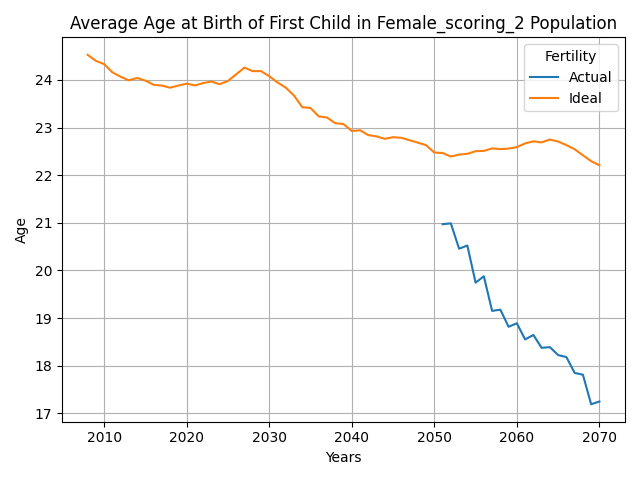 Average Age at Birth of First Child in Female_scoring_2 Population
Fertility
Actual
Ideal
24
23
22
21
20
19
18
17
Age
2010 2020 2030 2040 2050 2060 2070
Years